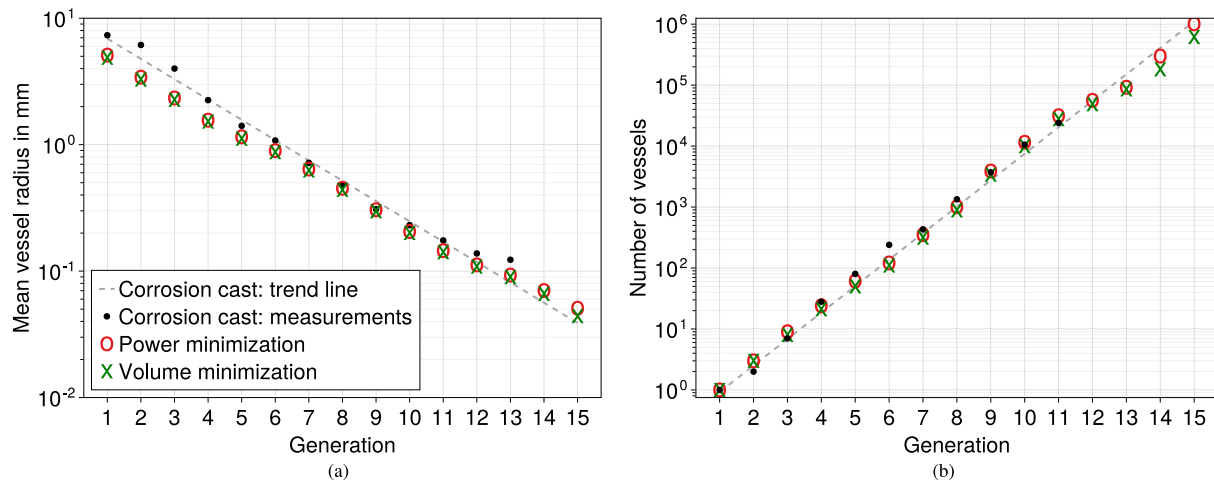 10^1
10^0
10^-1
10^-2
Mean vessel radius in mm
Corrosion cast: trend line
Corrosion cast: measurements
Power minimization
Volume minimization
1 2 3 4 5 6 7 8 9 10 11 12 13 14 15
Generation
(a)
10^6
10^5
10^4
10^3
10^2
10^1
10^0
Number of vessels
1 2 3 4 5 6 7 8 9 10 11 12 13 14 15
Generation
(b)